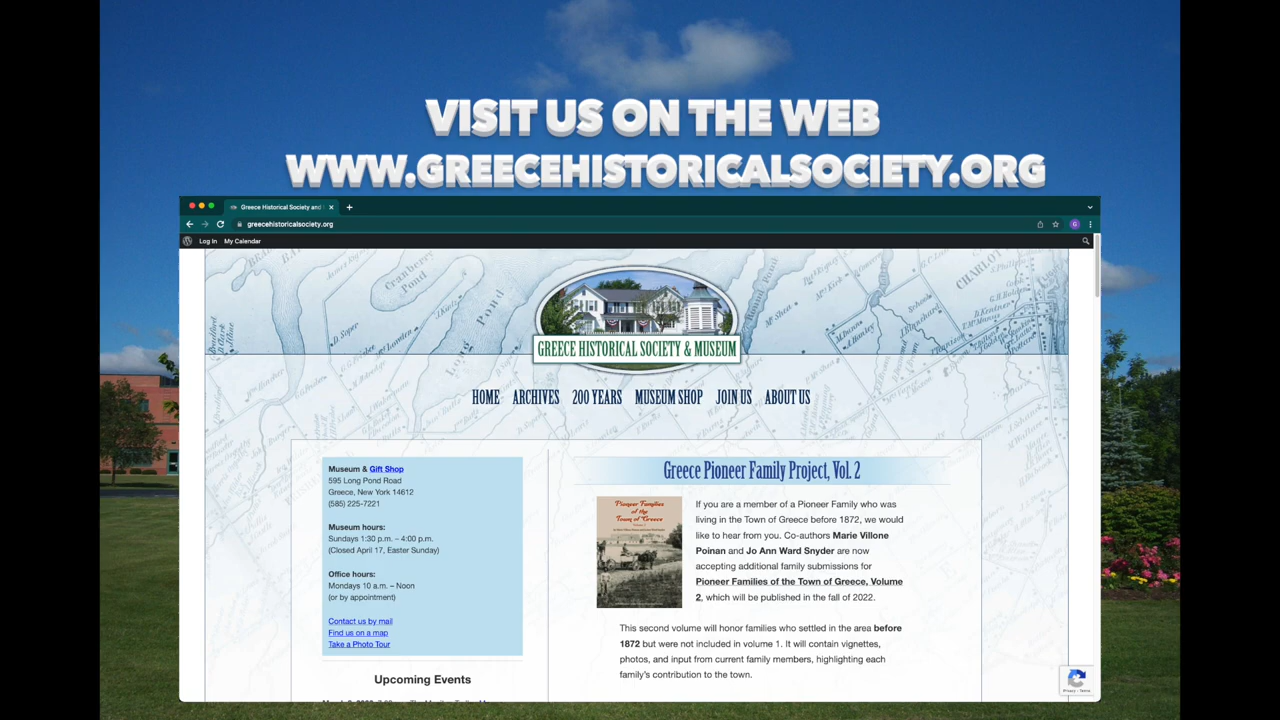 VISIT US ON THE WEB
WWW.GREECEHISTORICALSOCIETY.ORG
Greece Historical Society and
greecehistoricalsociety.org
G
Log In My Calendar
Cranberry Pond
Long Pond
D. Soper
CHARLOT
GREECE HISTORICAL SOCIETY & MUSEUM
HOME ARCHIVES 200 YEARS MUSEUM SHOP JOIN US ABOUT US
Museum & Gift Shop
595 Long Pond Road
Greece, New York 14612
(585) 225-7221
Museum hours:
Sundays 1:30 p.m. – 4:00 p.m.
(Closed April 17, Easter Sunday)
Office hours:
Mondays 10 a.m. – Noon
(or by appointment)
Contact us by mail
Find us on a map
Take a Photo Tour
Upcoming Events
Greece Pioneer Family Project, Vol. 2
Pioneer Families
of the
Town of Greece
If you are a member of a Pioneer Family who was
living in the Town of Greece before 1872, we would
like to hear from you. Co-authors Marie Villone
Poinan and Jo Ann Ward Snyder are now
accepting additional family submissions for
Pioneer Families of the Town of Greece, Volume
2, which will be published in the fall of 2022.
This second volume will honor families who settled in the area before
1872 but were not included in volume 1. It will contain vignettes,
photos, and input from current family members, highlighting each
family's contribution to the town.
Privacy - Terms